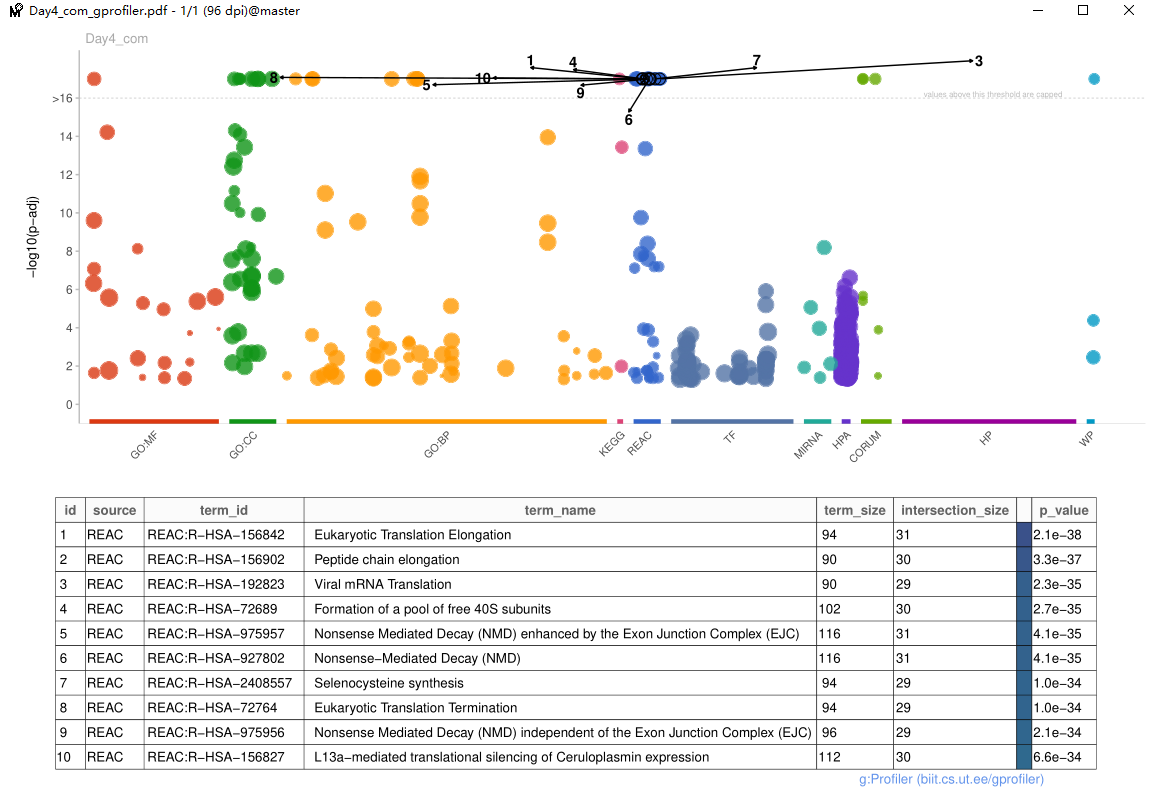 Day4_com_gprofiler.pdf - 1/1 (96 dpi)@master
Day4_com
1
4
7
3
8
10
5
9
6
values above this threshold are capped
>16
14
12
10
8
6
4
2
0
−log10(p−adj)
GO:MF
GO:CC
GO:BP
KEGG
REAC
TF
MIRNA
HPA
CORUM
HP
WP
id source term_id term_name term_size intersection_size p_value
1 REAC REAC:R−HSA−156842 Eukaryotic Translation Elongation 94 31 2.1e−38
2 REAC REAC:R−HSA−156902 Peptide chain elongation 90 30 3.3e−37
3 REAC REAC:R−HSA−192823 Viral mRNA Translation 90 29 2.3e−35
4 REAC REAC:R−HSA−72689 Formation of a pool of free 40S subunits 102 30 2.7e−35
5 REAC REAC:R−HSA−975957 Nonsense Mediated Decay (NMD) enhanced by the Exon Junction Complex (EJC) 116 31 4.1e−35
6 REAC REAC:R−HSA−927802 Nonsense−Mediated Decay (NMD) 116 31 4.1e−35
7 REAC REAC:R−HSA−2408557 Selenocysteine synthesis 94 29 1.0e−34
8 REAC REAC:R−HSA−72764 Eukaryotic Translation Termination 94 29 1.0e−34
9 REAC REAC:R−HSA−975956 Nonsense Mediated Decay (NMD) independent of the Exon Junction Complex (EJC) 96 29 2.1e−34
10 REAC REAC:R−HSA−156827 L13a−mediated translational silencing of Ceruloplasmin expression 112 30 6.6e−34
g:Profiler (biit.cs.ut.ee/gprofiler)